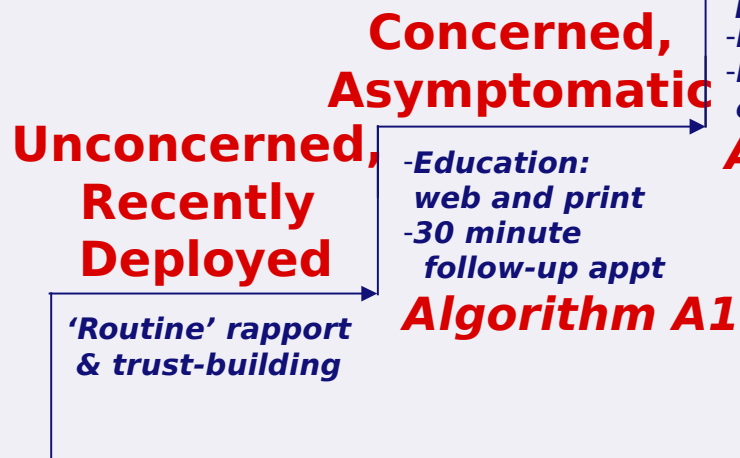 Concerned,
Asymptomatic
Unconcerned,
Recently
Deployed
-Education:
web and print
-30 minute
follow-up appt
Algorithm A1
‘Routine’ rapport
& trust-building